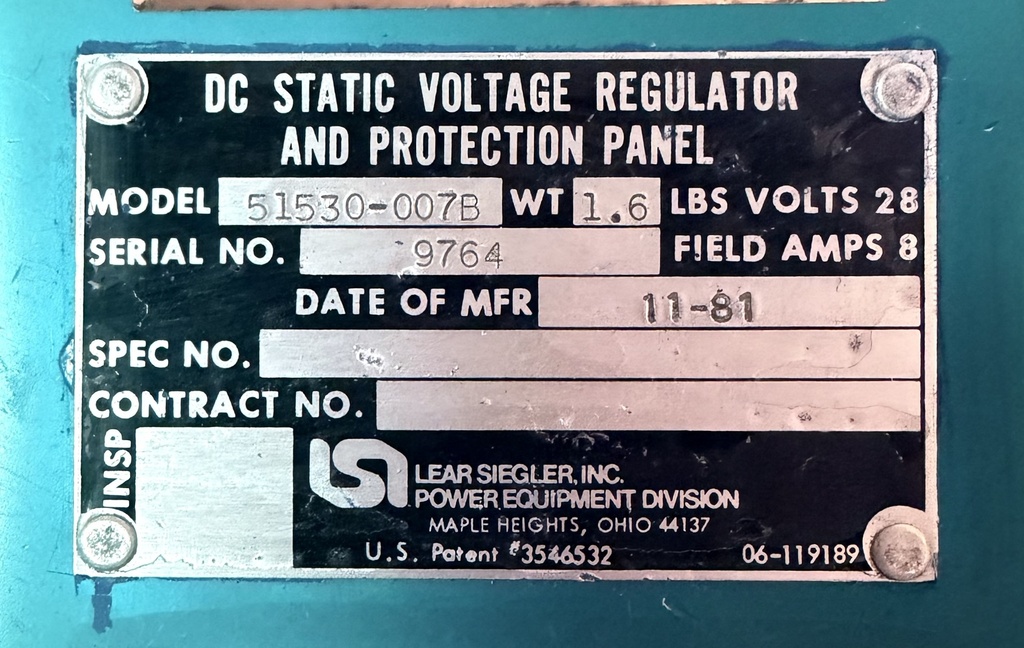 DC STATIC VOLTAGE REGULATOR
AND PROTECTION PANEL
MODEL 51530-007B WT 1.6 LBS VOLTS 28
SERIAL NO. 9764 FIELD AMPS 8
DATE OF MFR 11-81
SPEC NO.
CONTRACT NO.
INSP
LSI LEAR SIEGLER, INC.
POWER EQUIPMENT DIVISION
MAPLE HEIGHTS, OHIO 44137
U.S. Patent #3546532 06-119189